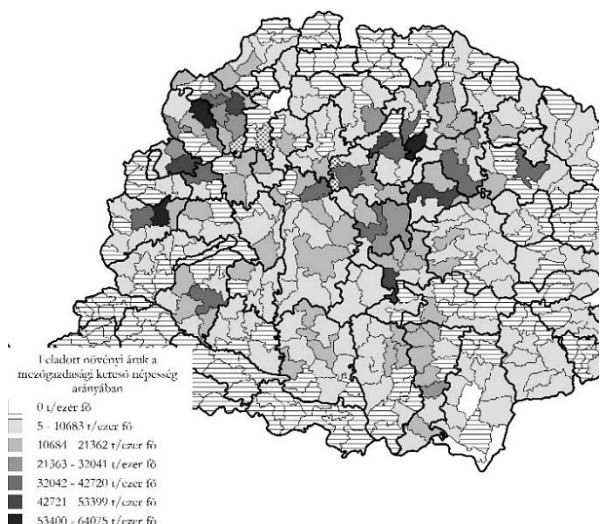 Feladott növényi áruk a
mezőgazdasági kereső népesség
arányában
0 t/ezer fő
5 - 10683 t/ezer fő
10684 - 21362 t/ezer fő
21363 - 32041 t/ezer fő
32042 - 42720 t/ezer fő
42721 - 53399 t/ezer fő
53400 - 64075 t/ezer fő